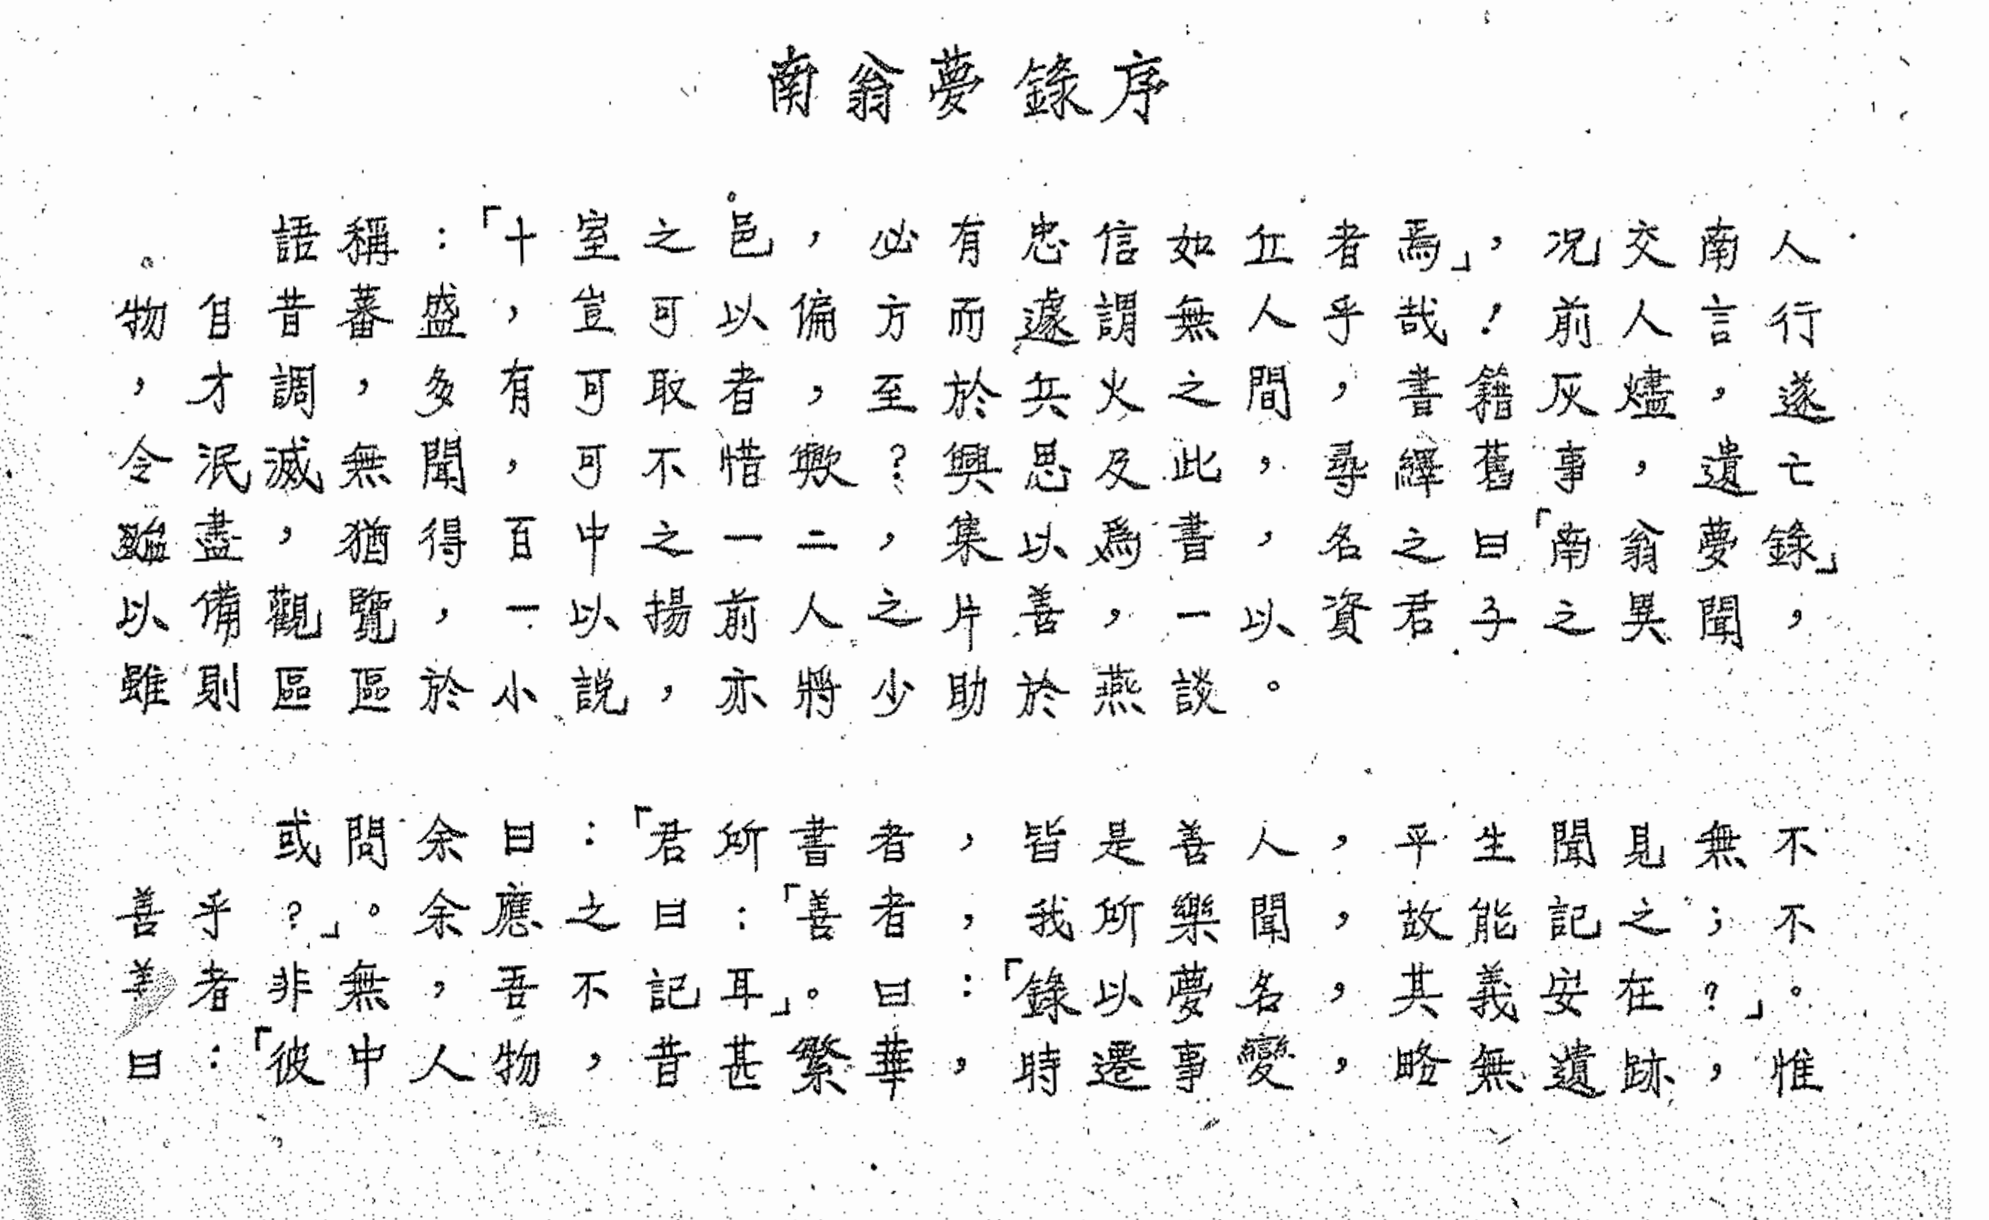 南翁夢錄序
語稱：「十室之邑，必有忠信如丘者焉」，况交南人
物自昔蕃盛，豈可以偏方而遽謂無人乎哉！前人言行
，才調，多有可取者，至於兵火之間，書籍灰燼，遂
令泯滅無聞，可不惜歟？興思及此，尋繹舊事，遺亡
盡，猶得百中之一二，集以爲書，名之曰「南翁夢錄」
以備觀覽，一以揚前人之片善，一以資君子之異聞，
雖則區區於小說，亦將少助於燕談。
或問余曰：「君所書者，皆是善人，平生聞見無不
善乎？」。余應之曰：「善者，我所樂聞，故能記之；不
善者非無，吾不記耳」。曰：「錄以夢名，其義安在？」。
曰：「彼中人物，昔甚繁華，時遷事變，略無遺跡，惟